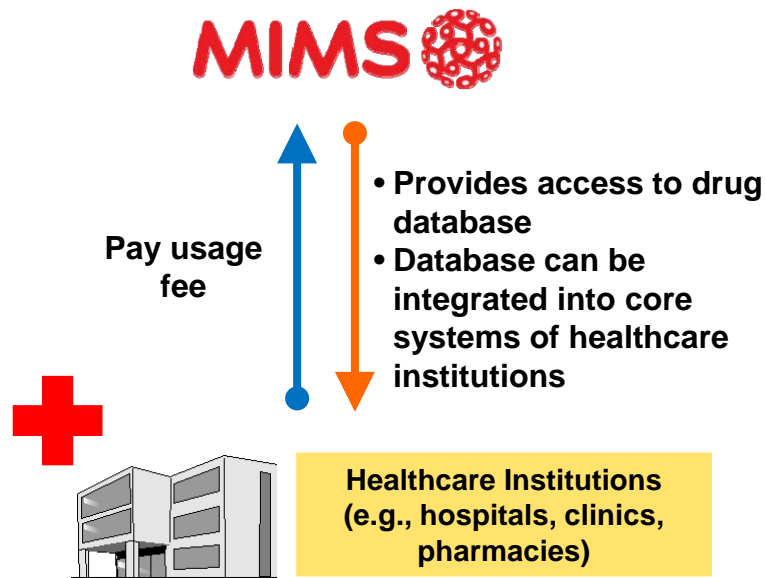 MIMS
Pay usage
fee
• Provides access to drug
database
• Database can be
integrated into core
systems of healthcare
institutions
Healthcare Institutions
(e.g., hospitals, clinics,
pharmacies)